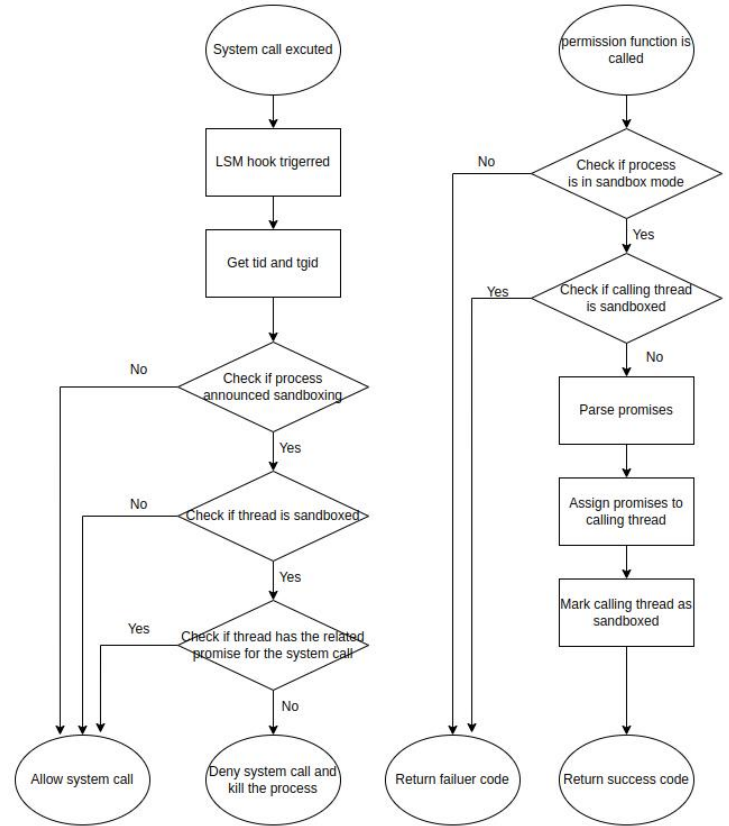 System call excuted
LSM hook trigerred
Get tid and tgid
No
Check if process
announced sandboxing
Yes
No
Check if thread is sandboxed
Yes
Yes
Check if thread has the related
promise for the system call
No
Allow system call
Deny system call and
kill the process
permission function is
called
No
Check if process
is in sandbox mode
Yes
Yes
Check if calling thread
is sandboxed
No
Parse promises
Assign promises to
calling thread
Mark calling thread as
sandboxed
Return failuer code
Return success code